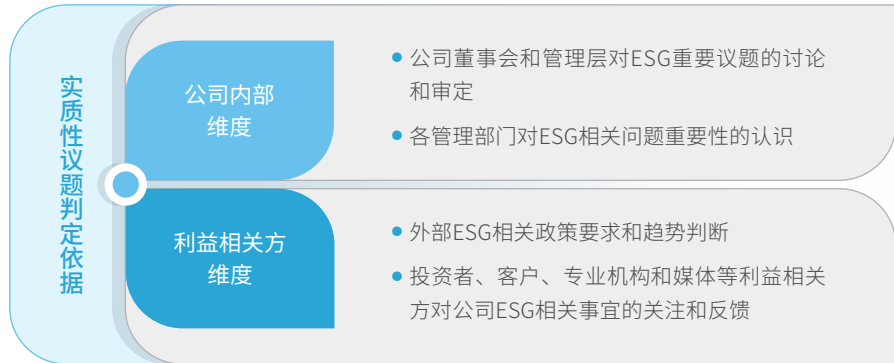 实质性议题判定依据
公司内部
维度
公司董事会和管理层对ESG重要议题的讨论
和审定
各管理部门对ESG相关问题重要性的认识
利益相关方
维度
外部ESG相关政策要求和趋势判断
投资者、客户、专业机构和媒体等利益相关
方对公司ESG相关事宜的关注和反馈